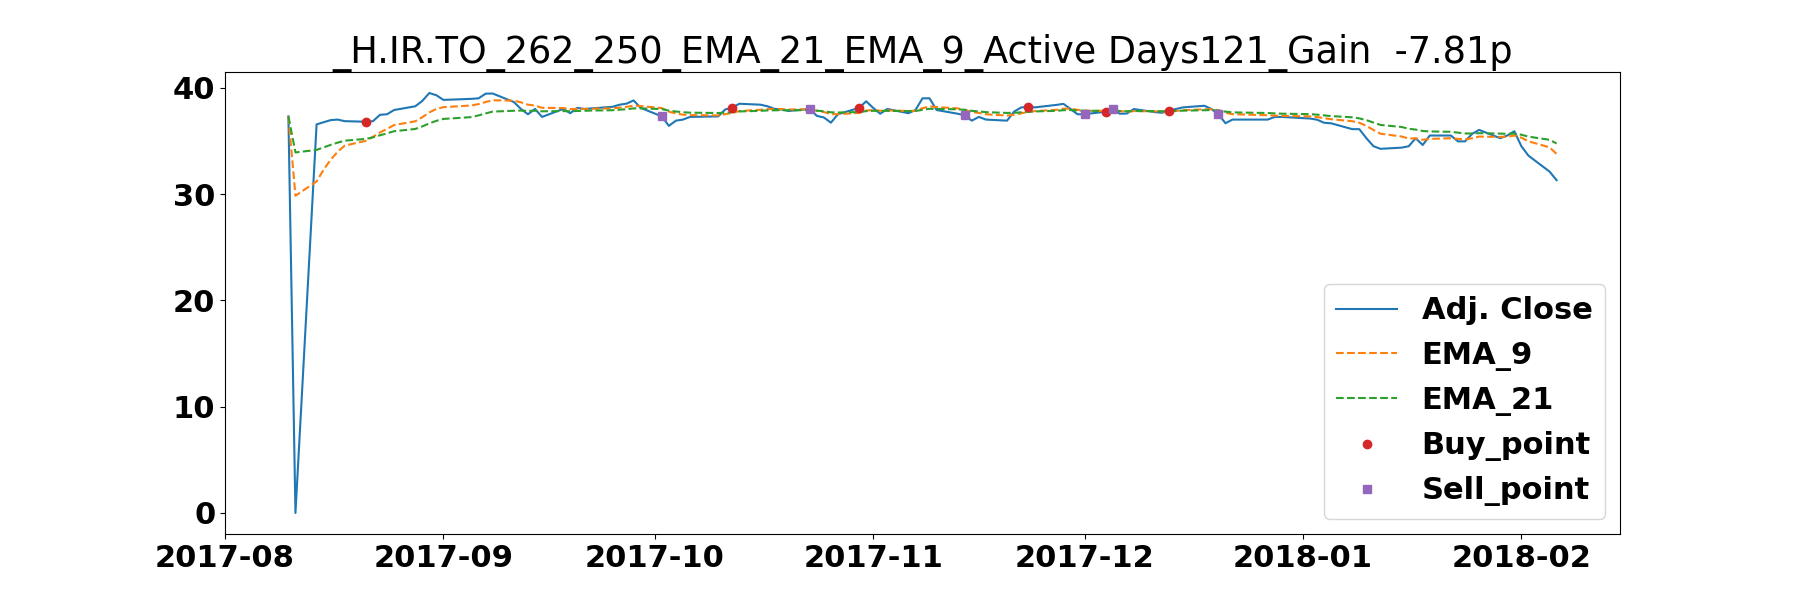 _H.IR.TO_262_250_EMA_21_EMA_9_Active Days121_Gain  -7.81p
40
30
20
10
0
Adj. Close
EMA_9
EMA_21
Buy_point
Sell_point
2017-08 2017-09 2017-10 2017-11 2017-12 2018-01 2018-02